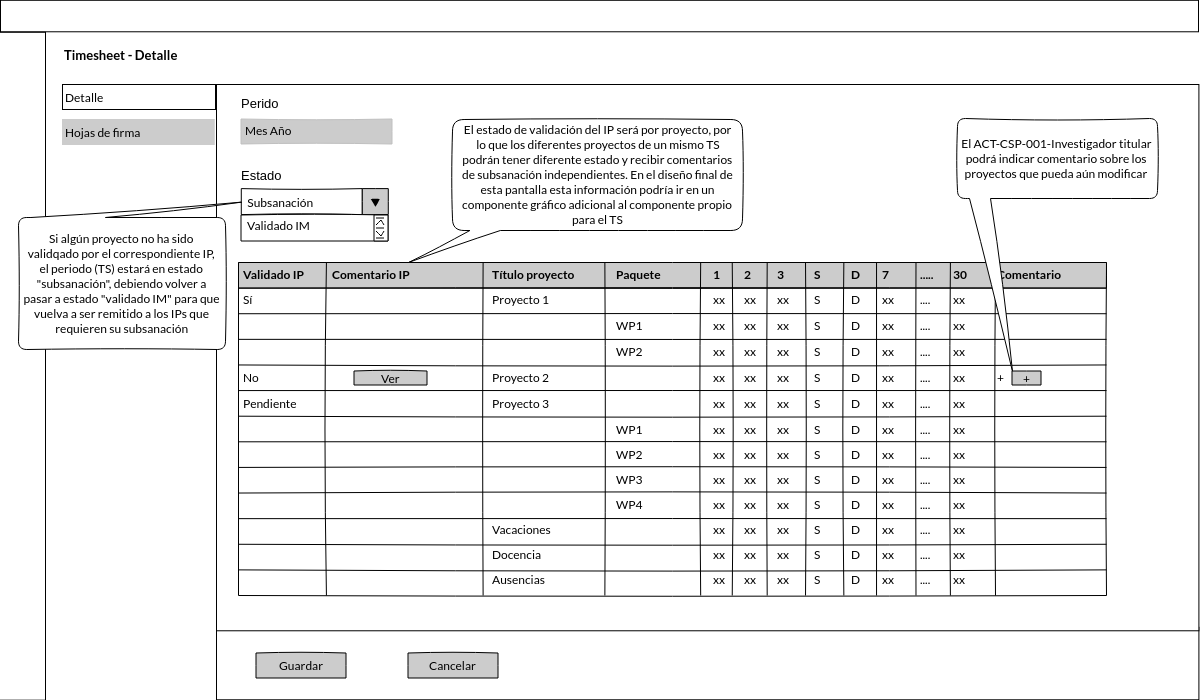 Timesheet - Detalle
Detalle
Hojas de firma
Perido
Mes Año
Estado
Subsanación ▼
Validado IM
El estado de validación del IP será por proyecto, por
lo que los diferentes proyectos de un mismo TS
podrán tener diferente estado y recibir comentarios
de subsanación independientes. En el diseño final de
esta pantalla esta información podría ir en un
componente gráfico adicional al componente propio
para el TS
El ACT-CSP-001-Investigador titular
podrá indicar comentario sobre los
proyectos que pueda aún modificar
Si algún proyecto no ha sido
validqado por el correspondiente IP,
el periodo (TS) estará en estado
"subsanación", debiendo volver a
pasar a estado "validado IM" para que
vuelva a ser remitido a los IPs que
requieren su subsanación
Validado IP Comentario IP Título proyecto Paquete 1 2 3 S D 7 ..... 30 Comentario
Sí Proyecto 1 xx xx xx S D xx .... xx
WP1 xx xx xx S D xx .... xx
WP2 xx xx xx S D xx .... xx
No Ver Proyecto 2 xx xx xx S D xx .... xx + +
Pendiente Proyecto 3 xx xx xx S D xx .... xx
WP1 xx xx xx S D xx .... xx
WP2 xx xx xx S D xx .... xx
WP3 xx xx xx S D xx .... xx
WP4 xx xx xx S D xx .... xx
Vacaciones xx xx xx S D xx .... xx
Docencia xx xx xx S D xx .... xx
Ausencias xx xx xx S D xx .... xx
Guardar Cancelar